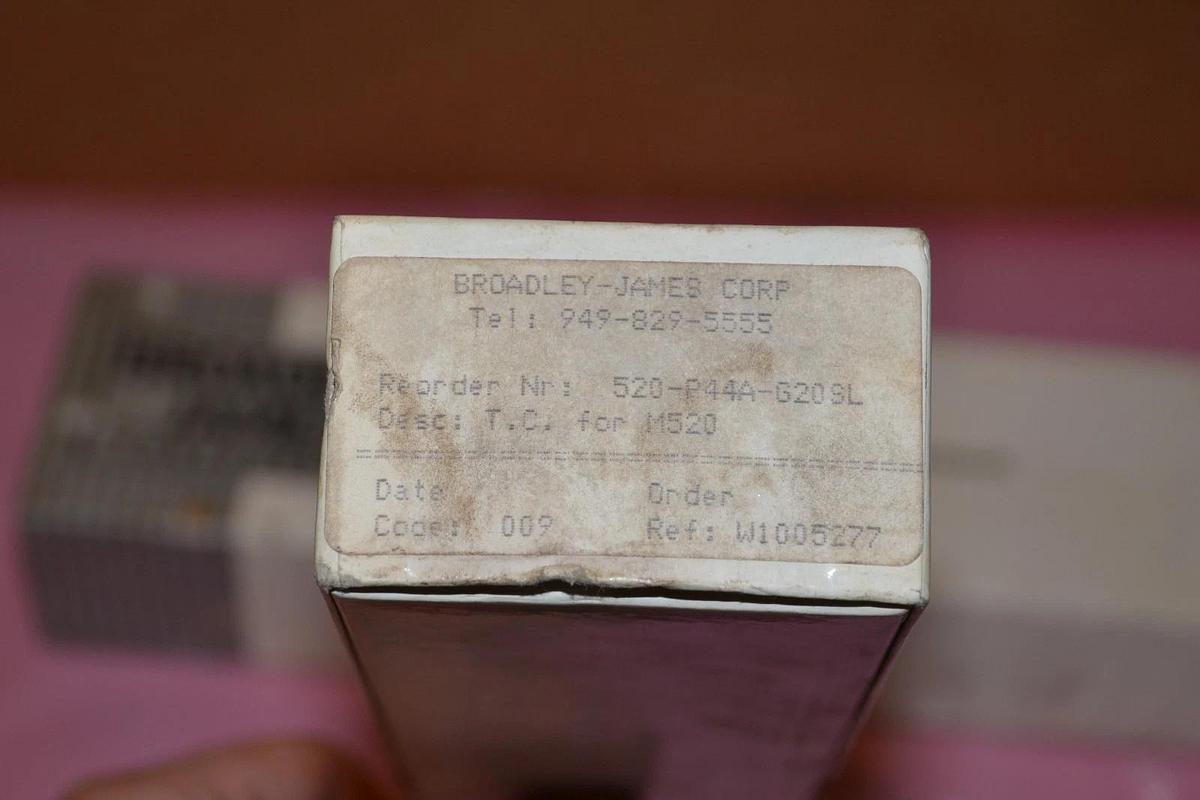 BROADLEY-JAMES CORP
Tel: 949-829-5555
Reorder Nr: 520-P44A-G20SL
Desc: T.C. for M520
Date Order
Code: 009 Ref: W1005277